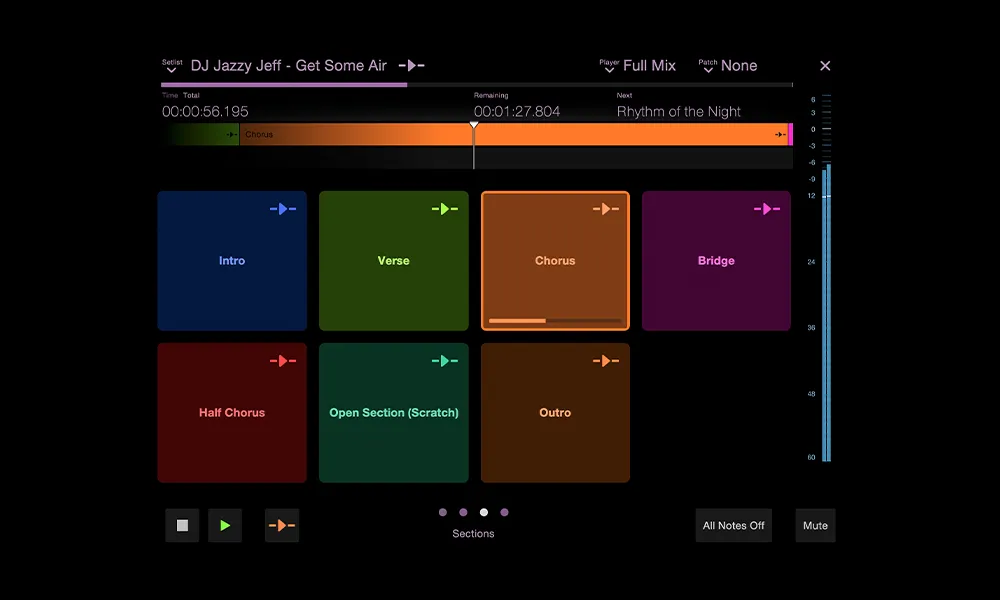 Setlist DJ Jazzy Jeff - Get Some Air Player Full Mix Patch None
Time Total Remaining Next
00:00:56.195 00:01:27.804 Rhythm of the Night
Chorus
6
3
0
-3
-6
-9
12
24
36
48
60
Intro Verse Chorus Bridge
Half Chorus Open Section (Scratch) Outro
Sections
All Notes Off Mute